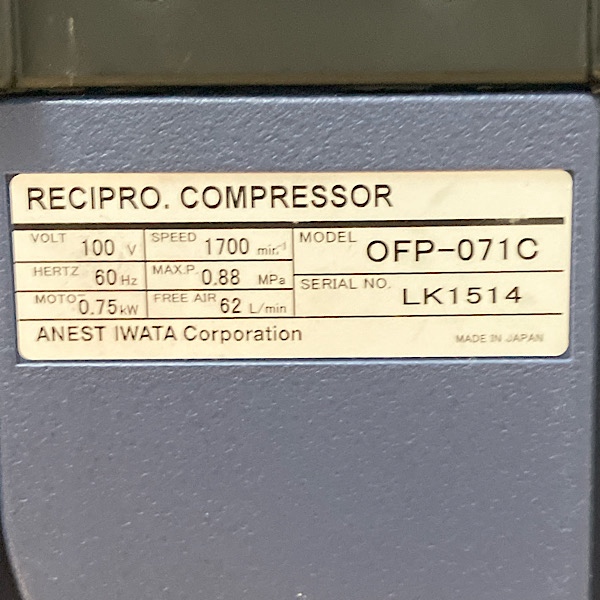 RECIPRO. COMPRESSOR
VOLT 100 V SPEED 1700 min⁻¹ MODEL OFP-071C
HERTZ 60 Hz MAX.P. 0.88 MPa SERIAL NO. LK1514
MOTO 0.75 kW FREE AIR 62 L/min
ANEST IWATA Corporation MADE IN JAPAN